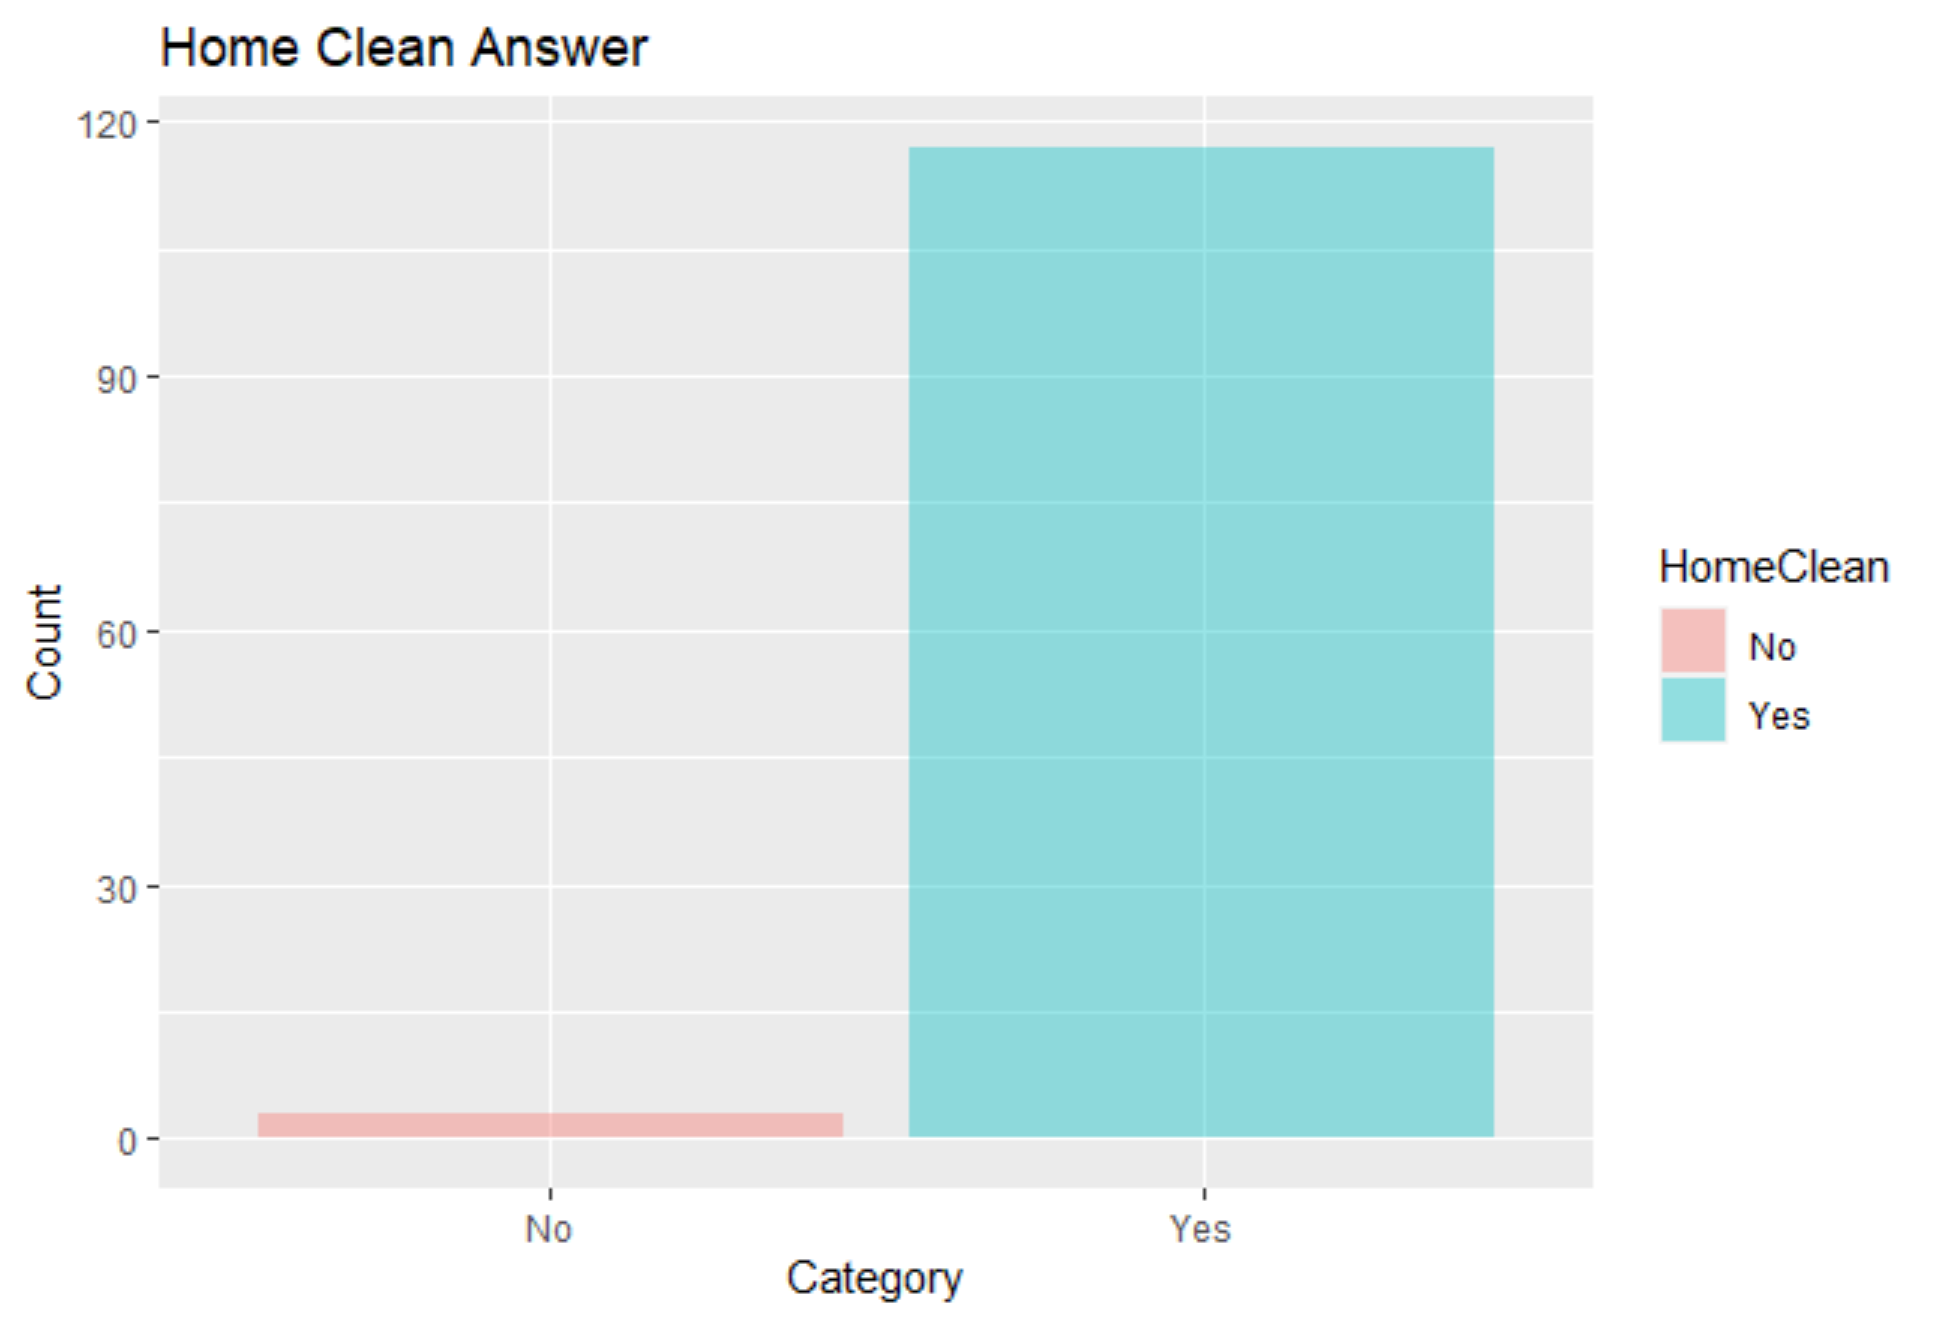 Home Clean Answer
120
90
60
30
0
Count
No
Yes
Category
HomeClean
No
Yes